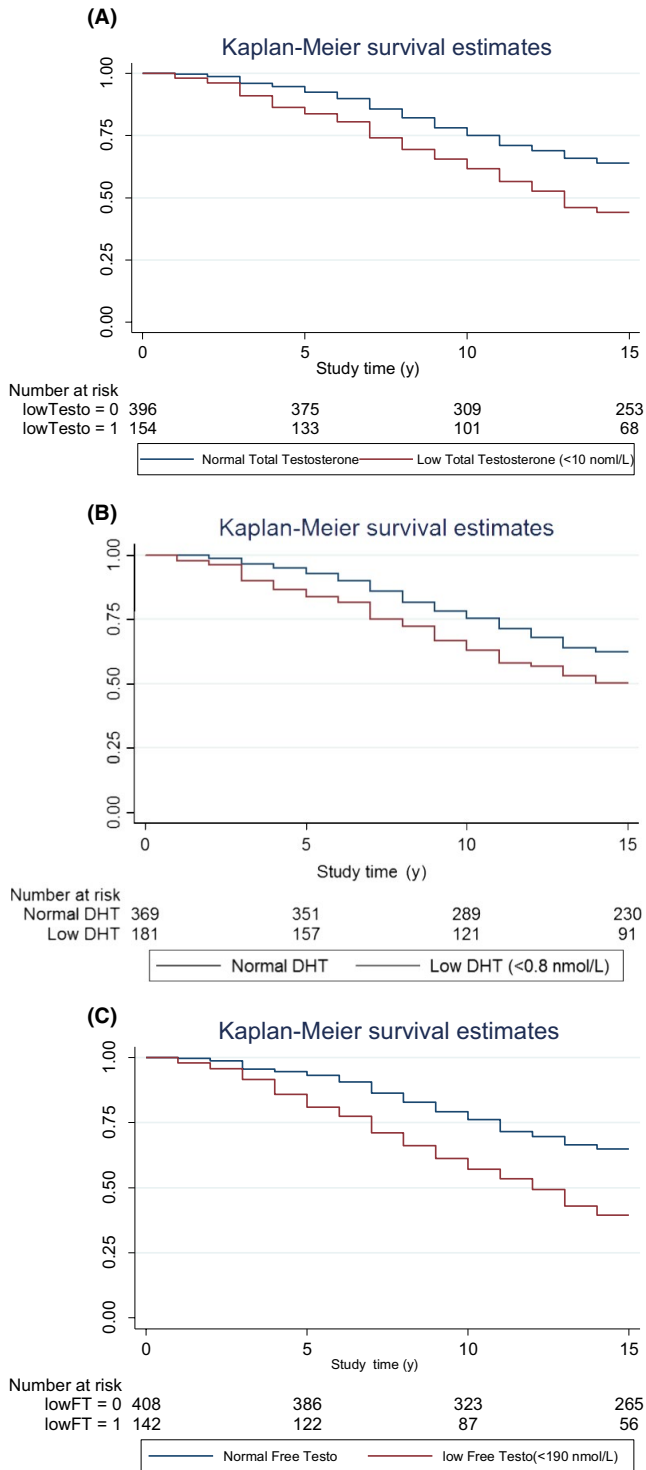 (A)
Kaplan-Meier survival estimates
1.00
0.75
0.50
0.25
0.00
0 5 10 15
Study time (y)
Number at risk
lowTesto = 0 396 375 309 253
lowTesto = 1 154 133 101 68
Normal Total Testosterone Low Total Testosterone (<10 noml/L)
(B)
Kaplan-Meier survival estimates
1.00
0.75
0.50
0.25
0.00
0 5 10 15
Study time (y)
Number at risk
Normal DHT 369 351 289 230
Low DHT 181 157 121 91
Normal DHT Low DHT (<0.8 nmol/L)
(C)
Kaplan-Meier survival estimates
1.00
0.75
0.50
0.25
0.00
0 5 10 15
Study time (y)
Number at risk
lowFT = 0 408 386 323 265
lowFT = 1 142 122 87 56
Normal Free Testo low Free Testo(<190 nmol/L)